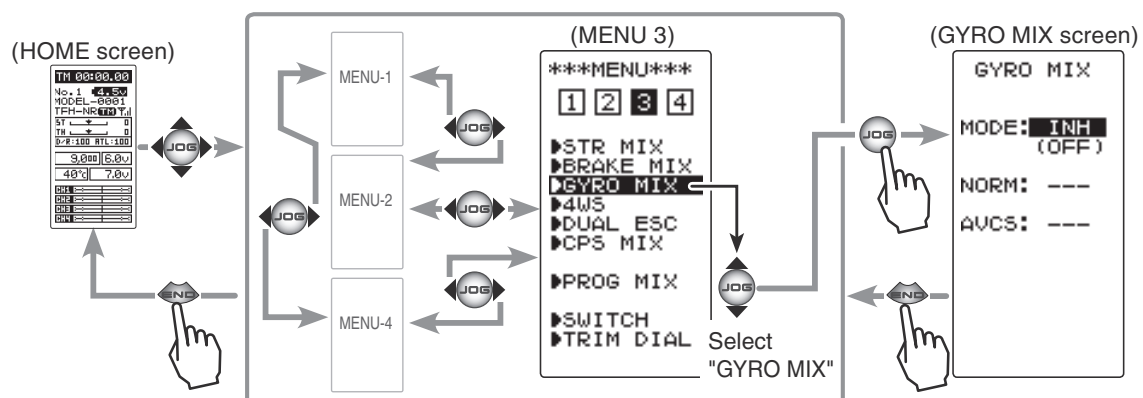 (HOME screen)
TM 00:00.00
No.1 4.5v
MODEL-0001
TFH-NR TM
ST 0
TH 0
D/R:100 ATL:100
9,000 6.0v
40℃ 7.0v
CH1
CH2
CH3
CH4
JOG
END
MENU-1
MENU-2
MENU-4
JOG
JOG
JOG
JOG
(MENU 3)
***MENU***
1 2 3 4
STR MIX
BRAKE MIX
GYRO MIX
4WS
DUAL ESC
CPS MIX
PROG MIX
SWITCH
TRIM DIAL
JOG
Select
"GYRO MIX"
JOG
END
(GYRO MIX screen)
GYRO MIX
MODE: INH
(OFF)
NORM: ---
AVCS: ---